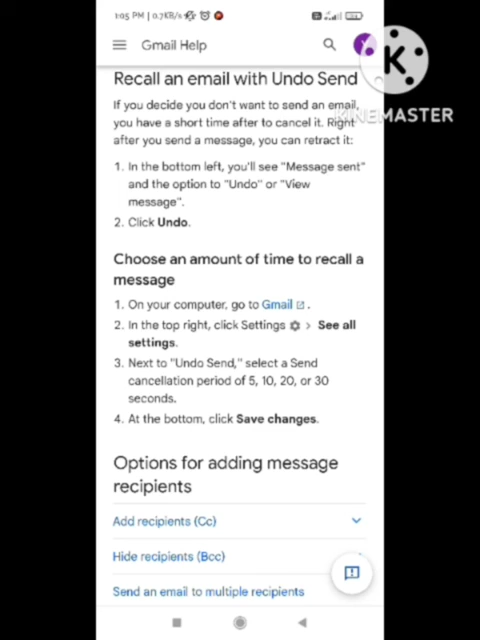 1:05 PM | 0.7KB/s
Gmail Help
K
KINEMASTER
Recall an email with Undo Send
If you decide you don't want to send an email,
you have a short time after to cancel it. Right
after you send a message, you can retract it:
1. In the bottom left, you'll see "Message sent"
and the option to "Undo" or "View
message".
2. Click Undo.
Choose an amount of time to recall a
message
1. On your computer, go to Gmail .
2. In the top right, click Settings > See all
settings.
3. Next to "Undo Send," select a Send
cancellation period of 5, 10, 20, or 30
seconds.
4. At the bottom, click Save changes.
Options for adding message
recipients
Add recipients (Cc)
Hide recipients (Bcc)
Send an email to multiple recipients